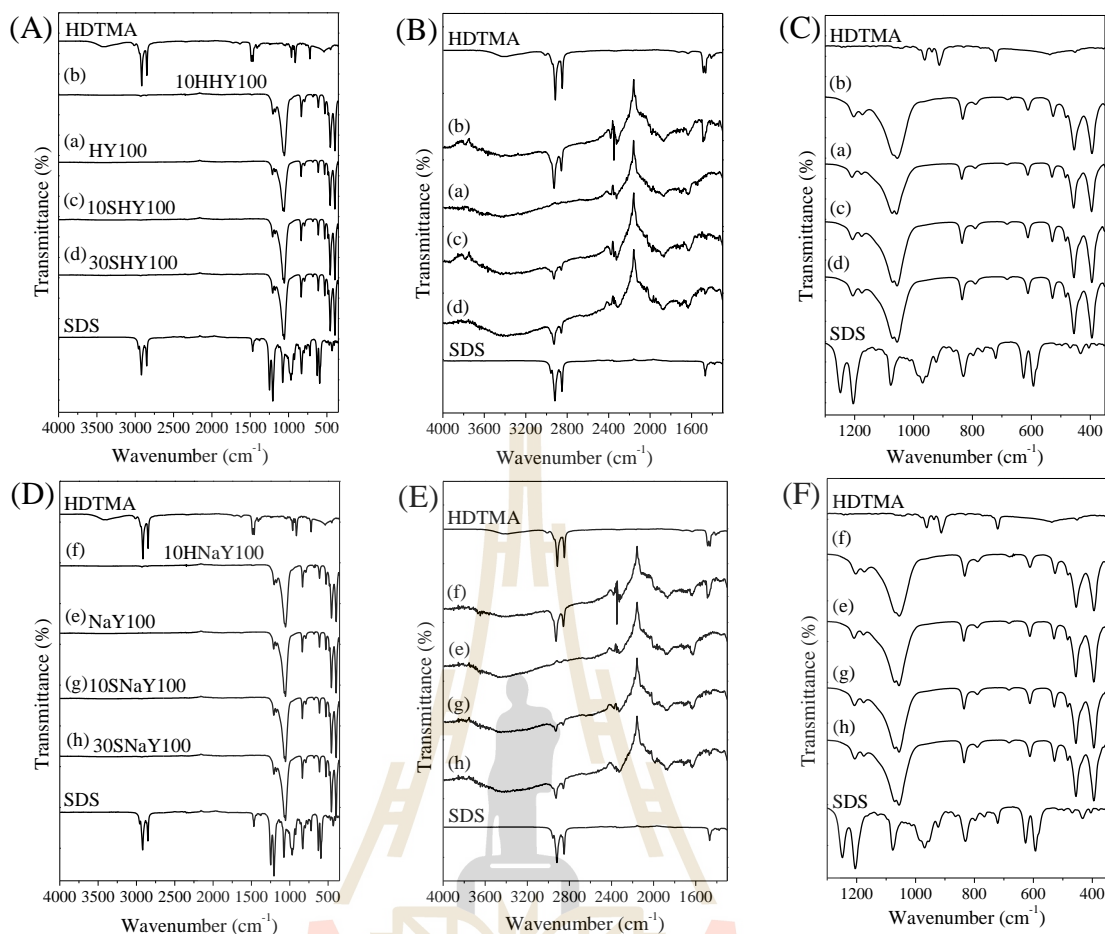 (A)
HDTMA
(b)
10HHY100
(a) HY100
(c) 10SHY100
(d) 30SHY100
SDS
Transmittance (%)
4000 3500 3000 2500 2000 1500 1000 500
Wavenumber (cm-1)
(B)
HDTMA
(b)
(a)
(c)
(d)
SDS
Transmittance (%)
4000 3600 3200 2800 2400 2000 1600
Wavenumber (cm-1)
(C)
HDTMA
(b)
(a)
(c)
(d)
SDS
Transmittance (%)
1200 1000 800 600 400
Wavenumber (cm-1)
(D)
HDTMA
(f)
10HNaY100
(e) NaY100
(g) 10SNaY100
(h) 30SNaY100
SDS
Transmittance (%)
4000 3500 3000 2500 2000 1500 1000 500
Wavenumber (cm-1)
(E)
HDTMA
(f)
(e)
(g)
(h)
SDS
Transmittance (%)
4000 3600 3200 2800 2400 2000 1600
Wavenumber (cm-1)
(F)
HDTMA
(f)
(e)
(g)
(h)
SDS
Transmittance (%)
1200 1000 800 600 400
Wavenumber (cm-1)